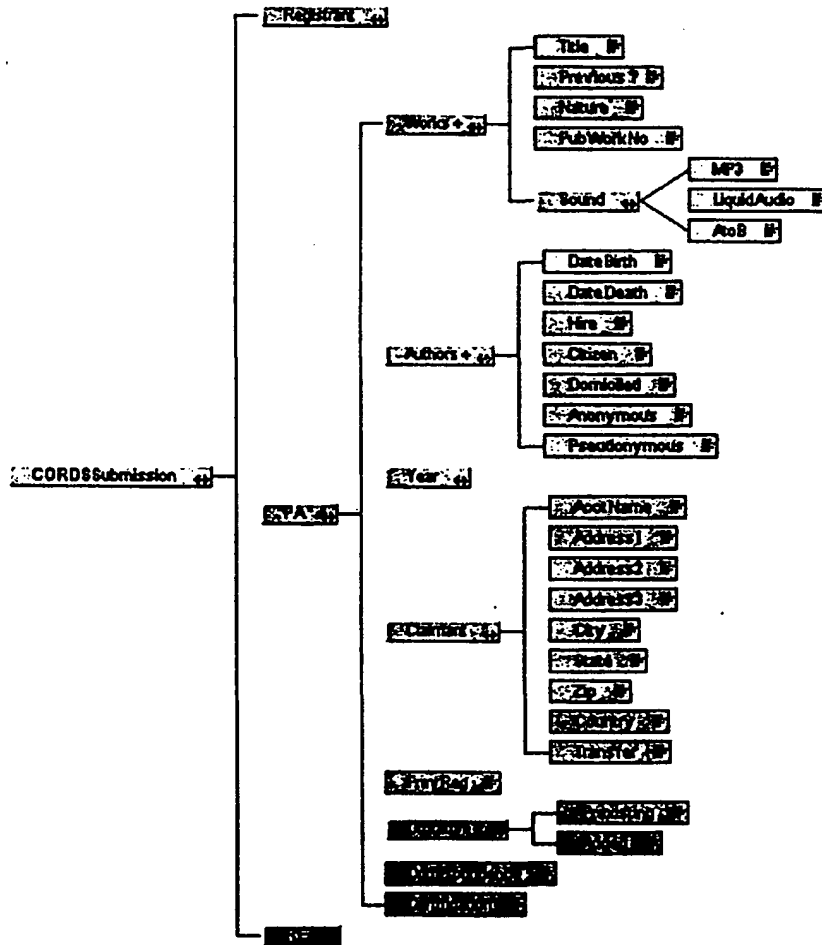 Registrant
Title
Previous ?
Works +
Nature
PubWorkNo
MP3
Sound
LiquidAudio
AtoB
DateBirth
DateDeath
Hire
Authors +
Citizen
Domiciled
Anonymous
Pseudonymous
CORDSSubmission
Year
PA
AcctName
Address1
Address2
Address3
Claimant
City
State
Zip
Country
Transfer